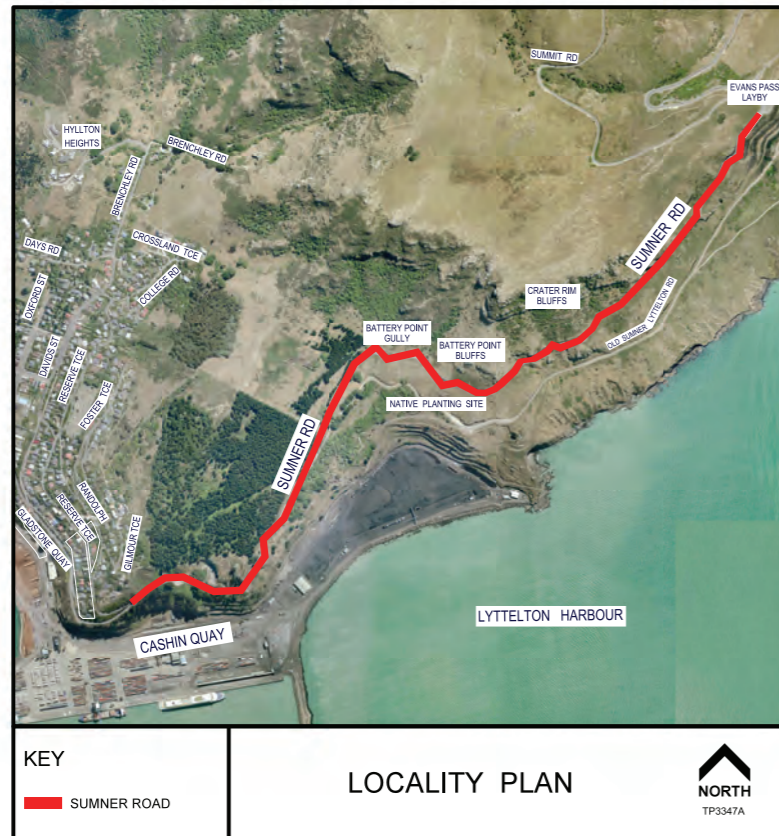 SUMMIT RD
EVANS PASS
LAYBY
HYLLTON
HEIGHTS
BRENCHLEY RD
BRENCHLEY RD
CROSSLAND TCE
DAYS RD
COLLEGE RD
OXFORD ST
SUMNER RD
CRATER RIM
BLUFFS
OLD SUMNER LYTTELTON RD
BATTERY POINT
GULLY
BATTERY POINT
BLUFFS
DAVIDS ST
RESERVE TCE
FOSTER TCE
NATIVE PLANTING SITE
SUMNER RD
RANDOLPH
RESERVE TCE
GLADSTONE QUAY
GILMOUR TCE
LYTTELTON HARBOUR
CASHIN QUAY
KEY
SUMNER ROAD
LOCALITY PLAN
NORTH
TP3347A